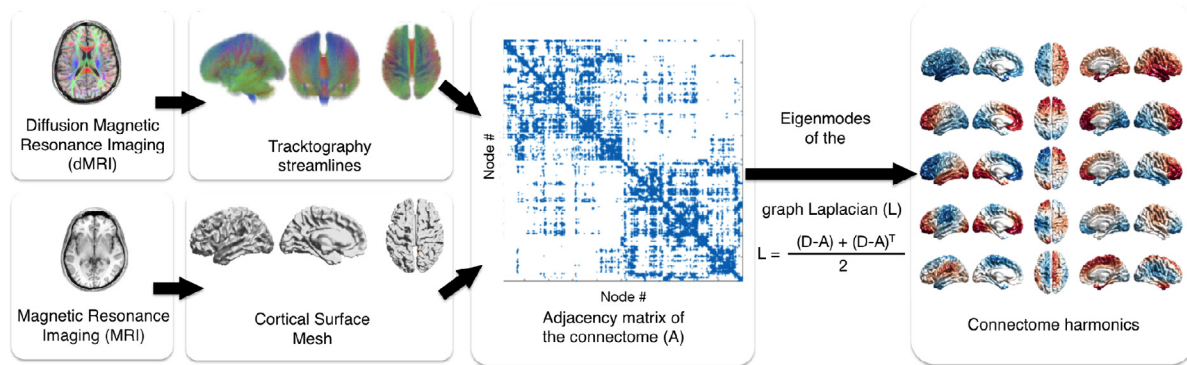 Diffusion Magnetic
Resonance Imaging
(dMRI)
Tracktography
streamlines
Magnetic Resonance
Imaging (MRI)
Cortical Surface
Mesh
Node #
Node #
Adjacency matrix of
the connectome (A)
Eigenmodes
of the
graph Laplacian (L)
L = (D-A) + (D-A)ᵀ
2
Connectome harmonics